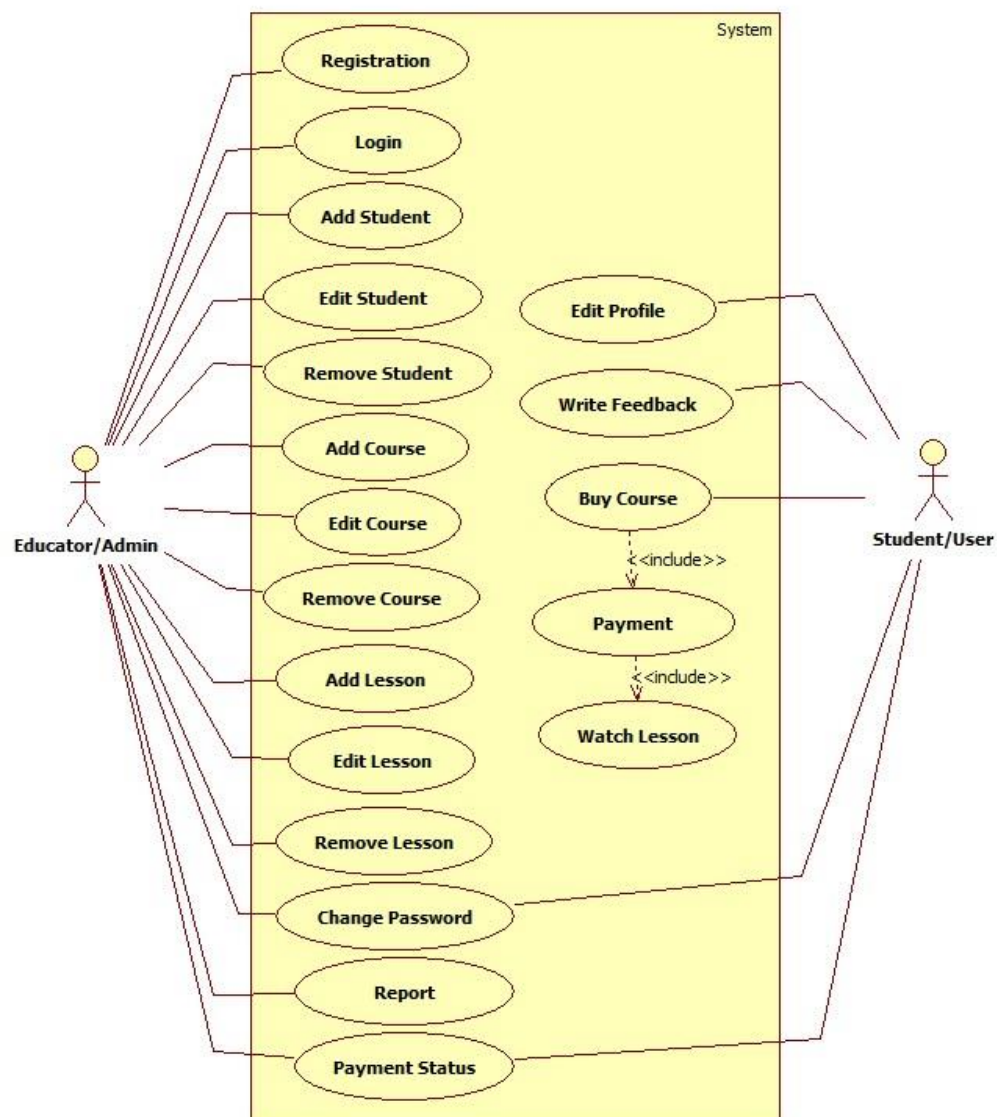 System
Registration
Login
Add Student
Edit Student
Edit Profile
Remove Student
Write Feedback
Add Course
Buy Course
Edit Course
Educator/Admin
Student/User
<<include>>
Remove Course
Payment
Add Lesson
<<include>>
Watch Lesson
Edit Lesson
Remove Lesson
Change Password
Report
Payment Status